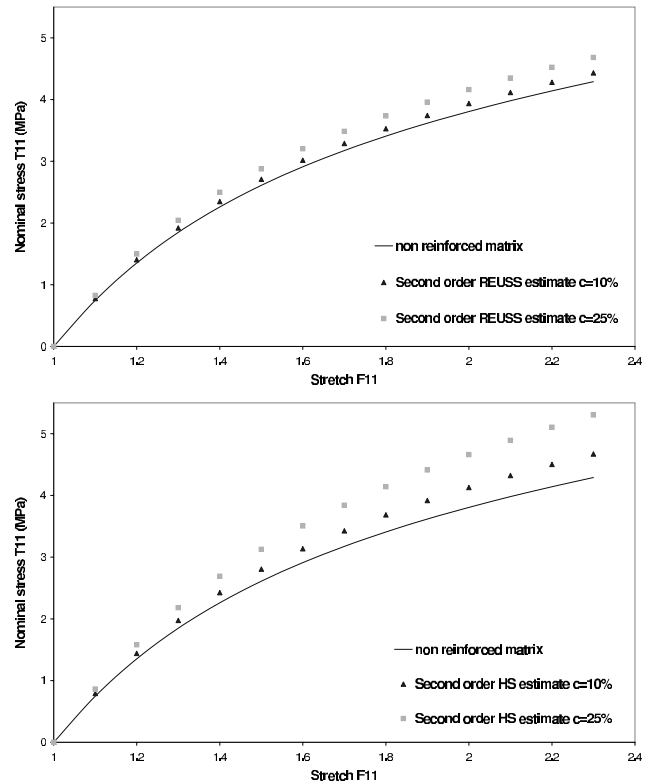 Nominal stress T11 (MPa)
5
4
3
2
1
0
non reinforced matrix
Second order REUSS estimate c=10%
Second order REUSS estimate c=25%
1 1.2 1.4 1.6 1.8 2 2.2 2.4
Stretch F11
Nominal stress T11 (MPa)
5
4
3
2
1
0
non reinforced matrix
Second order HS estimate c=10%
Second order HS estimate c=25%
1 1.2 1.4 1.6 1.8 2 2.2 2.4
Stretch F11